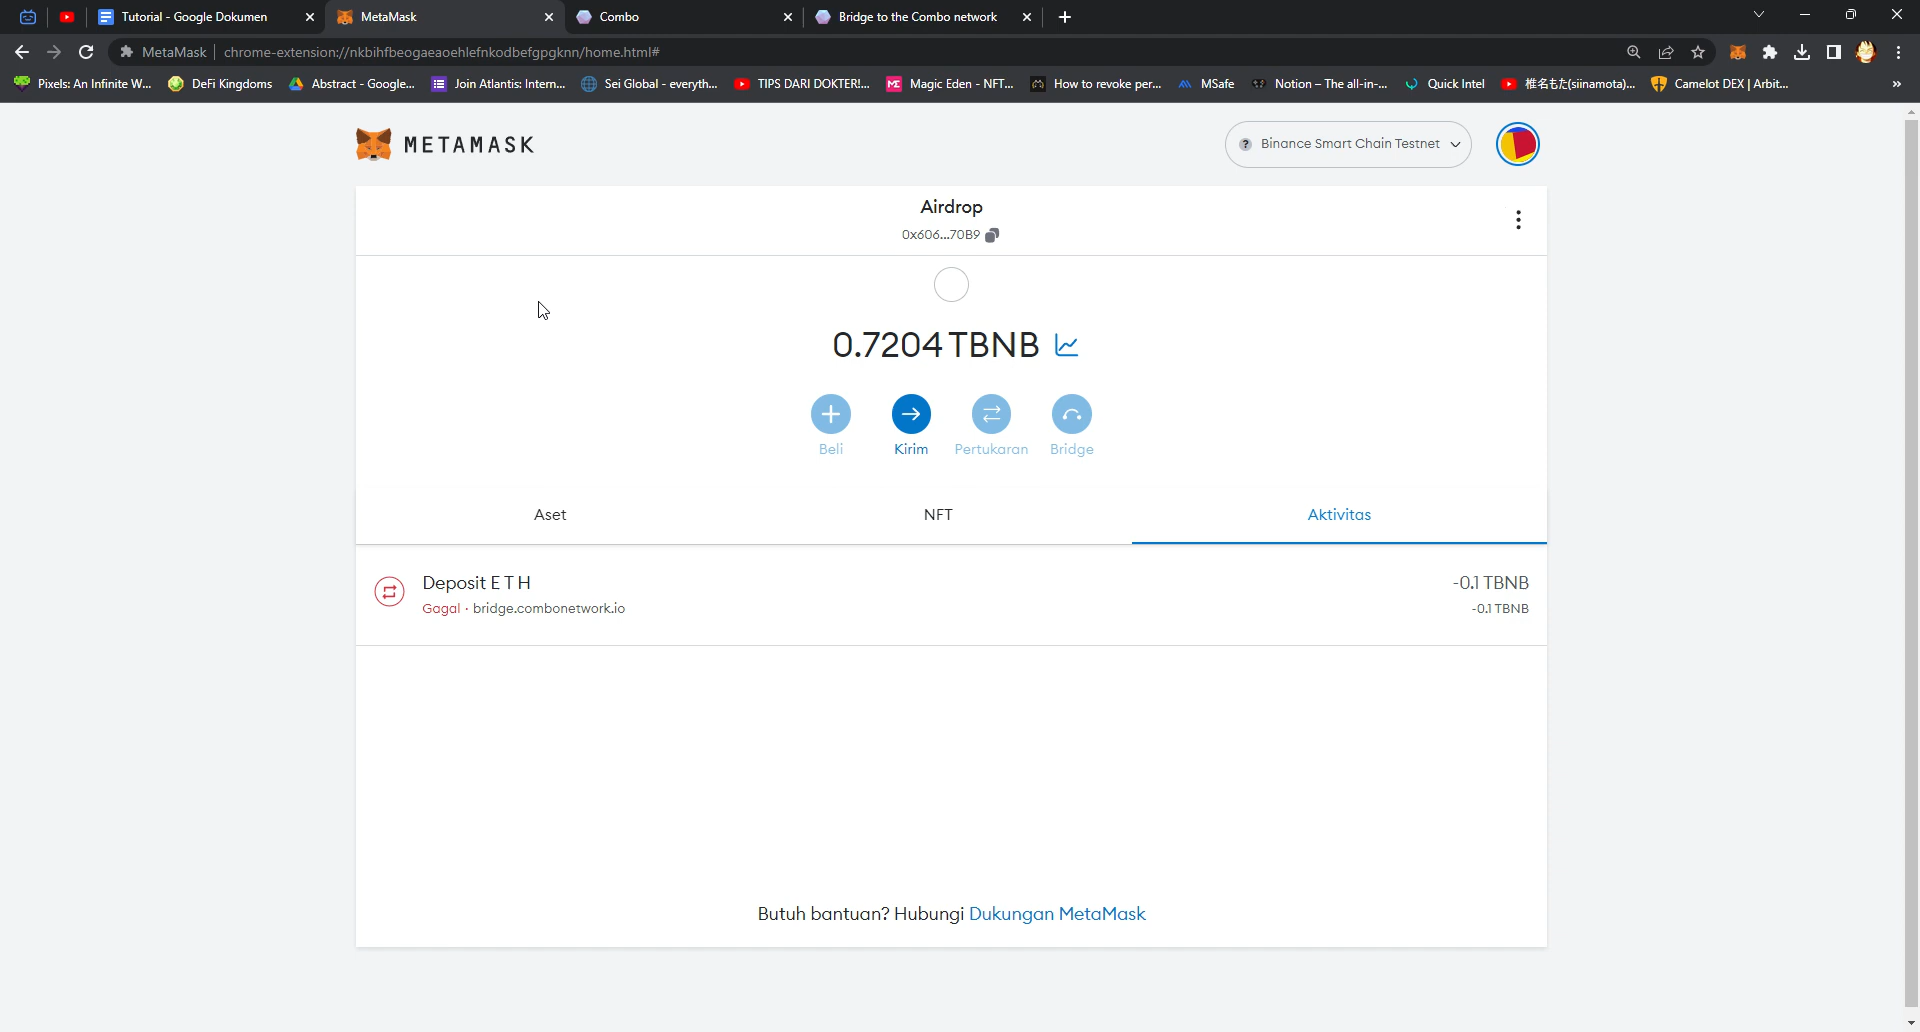 Tutorial - Google Dokumen
MetaMask
Combo
Bridge to the Combo network
MetaMask
chrome-extension://nkbihfbeogaeaoehlefnkodbefgpgknn/home.html#
Pixels: An Infinite W...
DeFi Kingdoms
Abstract - Google...
Join Atlantis: Intern...
Sei Global - everyth...
TIPS DARI DOKTER!...
Magic Eden - NFT...
How to revoke per...
MSafe
Notion – The all-in-...
Quick Intel
椎名もた(siinamota)...
Camelot DEX | Arbit...
»
METAMASK
? Binance Smart Chain Testnet
Airdrop
0x606...70B9
0.7204 TBNB
Beli
Kirim
Pertukaran
Bridge
Aset
NFT
Aktivitas
Deposit E T H
-0.1 TBNB
Gagal · bridge.combonetwork.io
-0.1 TBNB
Butuh bantuan? Hubungi Dukungan MetaMask